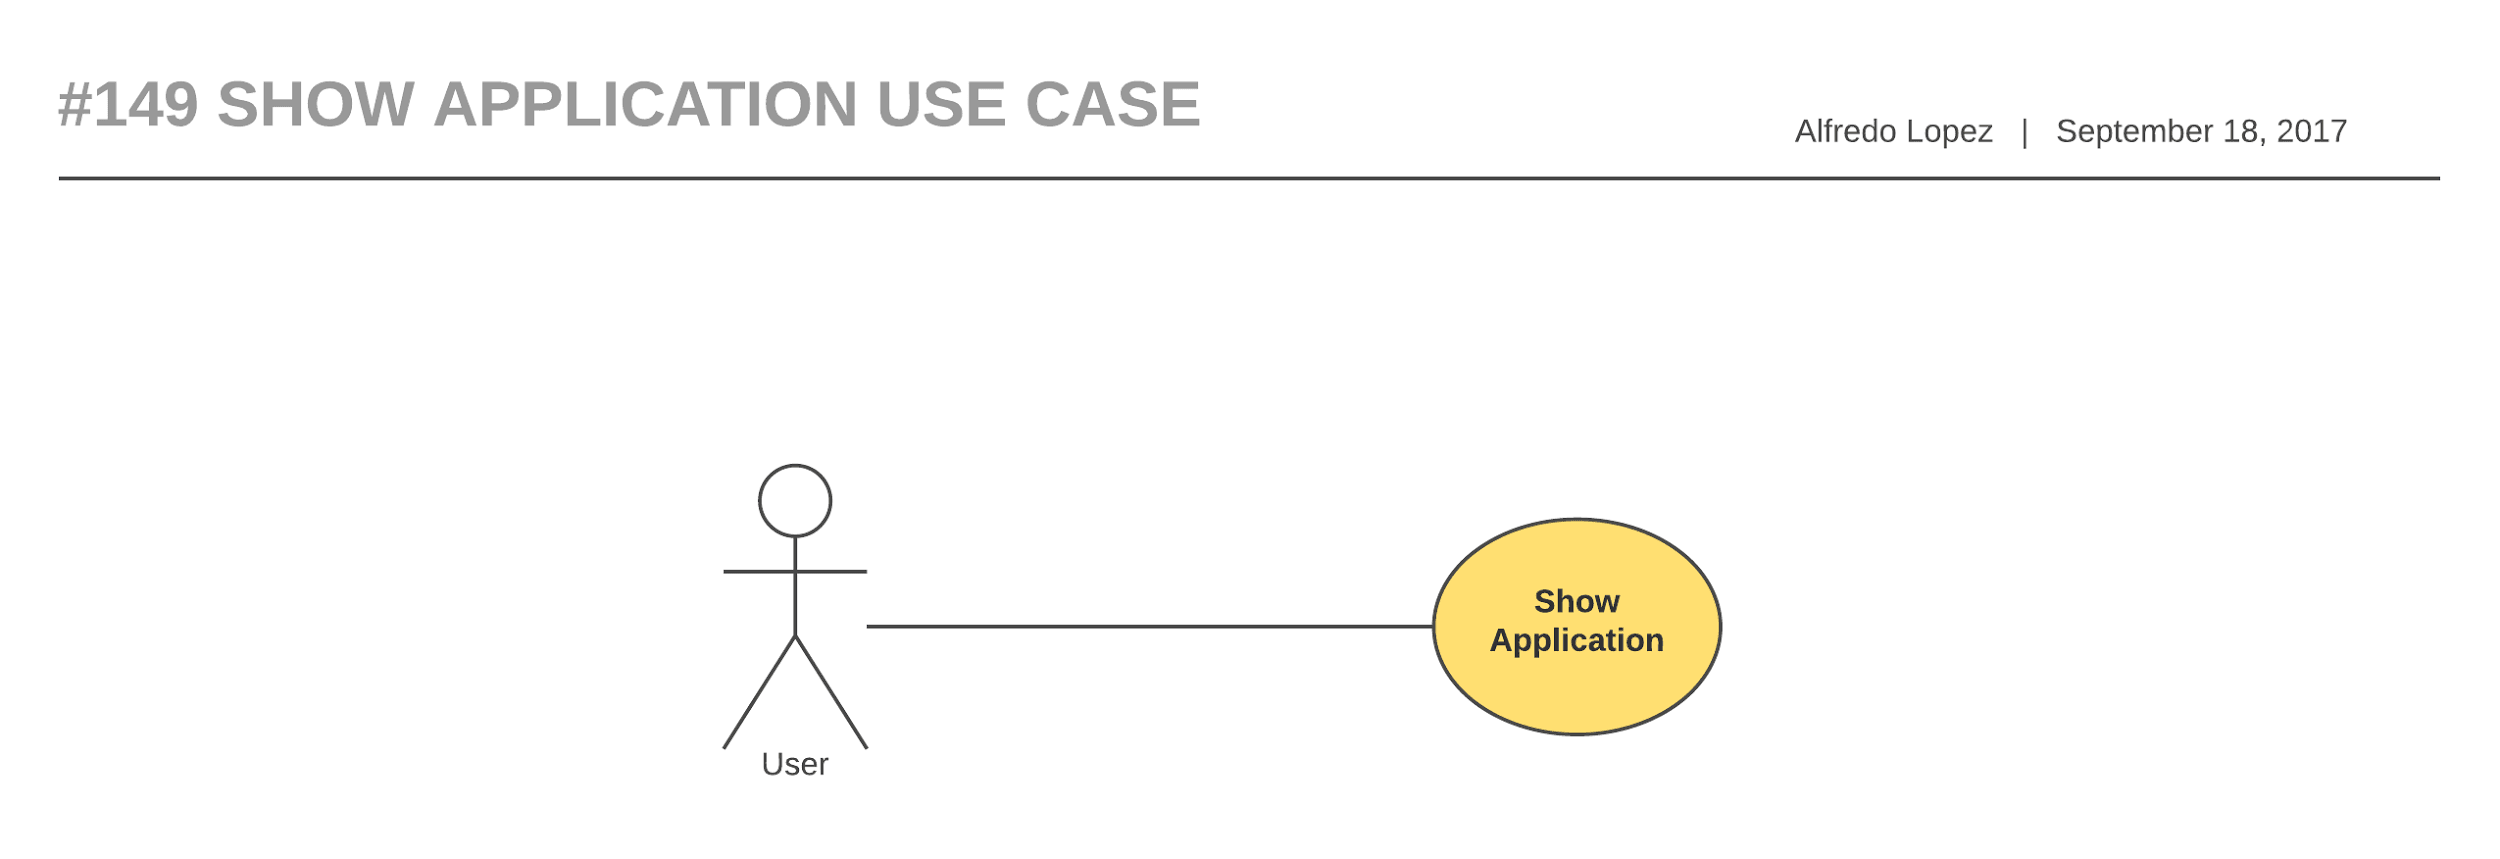 #149 SHOW APPLICATION USE CASE
Alfredo Lopez | September 18, 2017
Show
Application
User